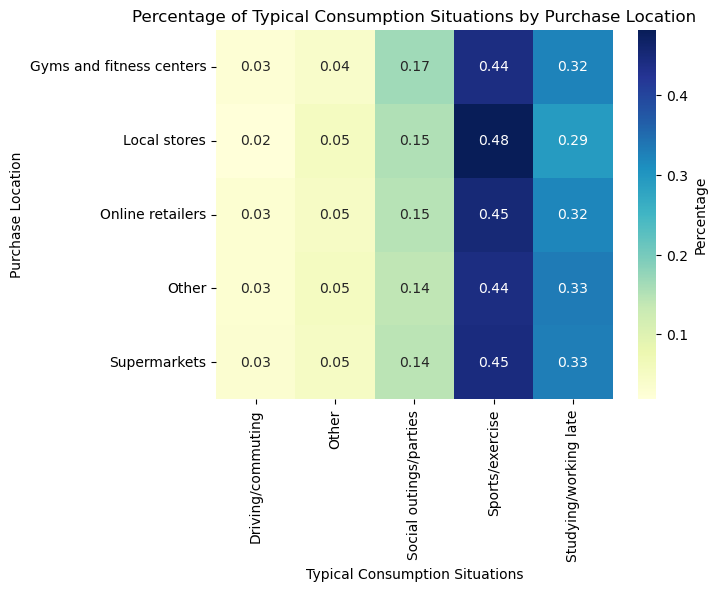 Percentage of Typical Consumption Situations by Purchase Location
Purchase Location
Gyms and fitness centers 0.03 0.04 0.17 0.44 0.32
Local stores 0.02 0.05 0.15 0.48 0.29
Online retailers 0.03 0.05 0.15 0.45 0.32
Other 0.03 0.05 0.14 0.44 0.33
Supermarkets 0.03 0.05 0.14 0.45 0.33
Driving/commuting
Other
Social outings/parties
Sports/exercise
Studying/working late
Typical Consumption Situations
0.4
0.3
0.2
0.1
Percentage